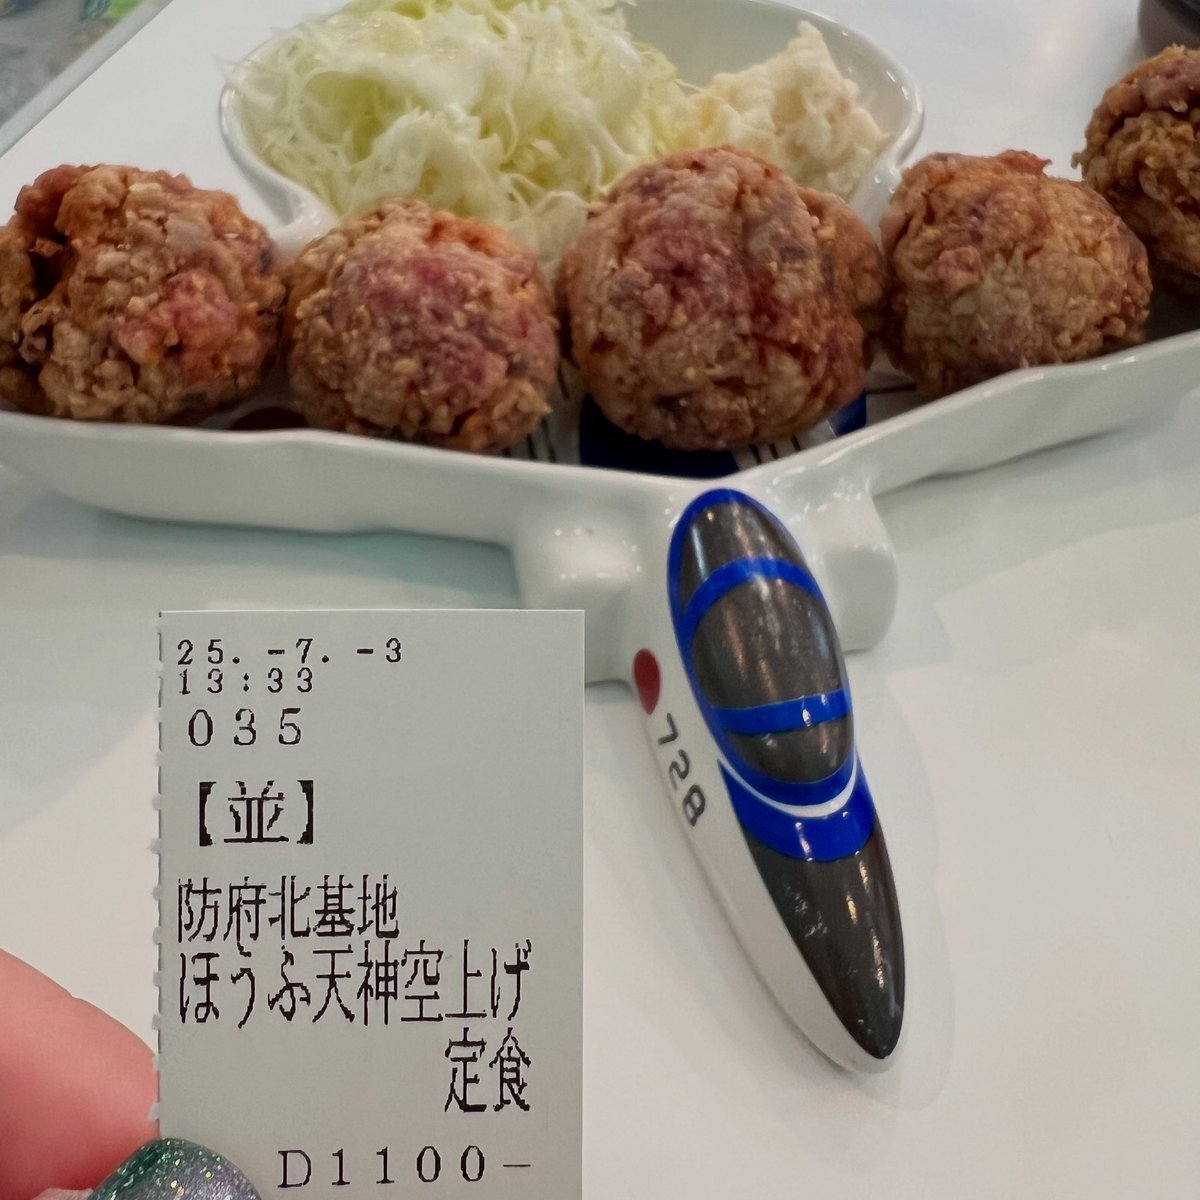 25.-7.-3
13:33
035
【並】
防府北基地
ほうふ天神空上げ
定食
D1100-
728